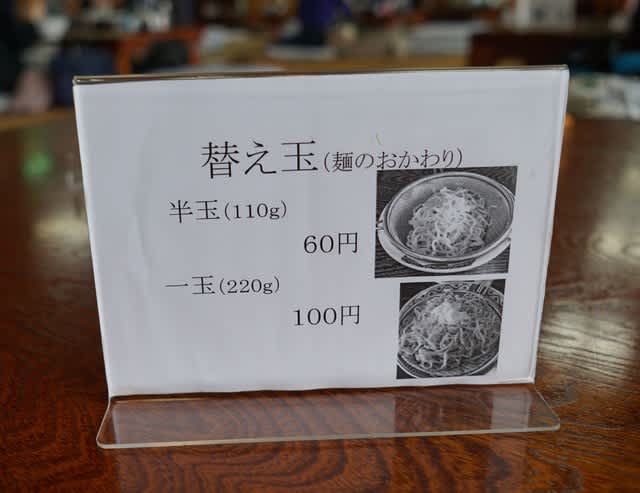 替え玉(麺のおかわり)
半玉(110g)
60円
一玉(220g)
100円